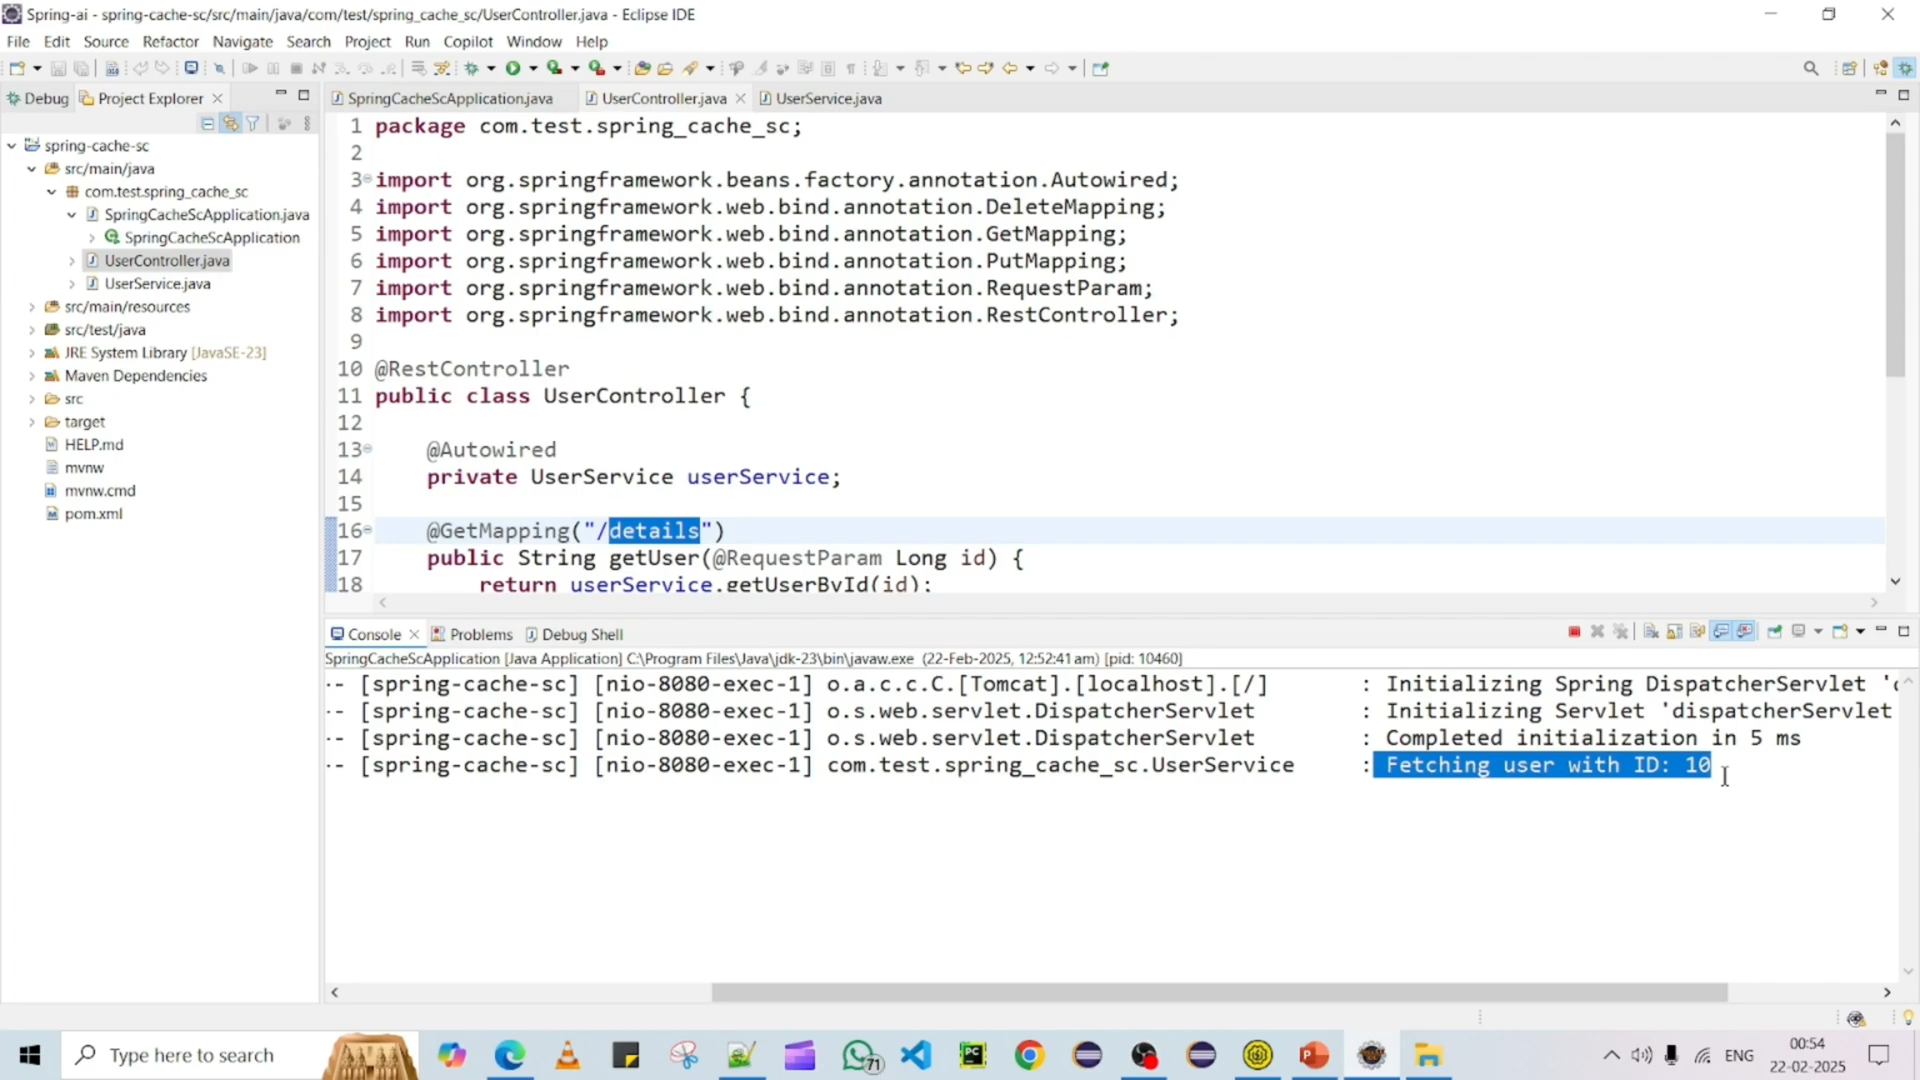 Spring-ai - spring-cache-sc/src/main/java/com/test/spring_cache_sc/UserController.java - Eclipse IDE
File Edit Source Refactor Navigate Search Project Run Copilot Window Help
Debug Project Explorer
SpringCacheScApplication.java UserController.java UserService.java
spring-cache-sc
src/main/java
com.test.spring_cache_sc
SpringCacheScApplication.java
SpringCacheScApplication
UserController.java
UserService.java
src/main/resources
src/test/java
JRE System Library [JavaSE-23]
Maven Dependencies
src
target
HELP.md
mvnw
mvnw.cmd
pom.xml
1 package com.test.spring_cache_sc;
2
3 import org.springframework.beans.factory.annotation.Autowired;
4 import org.springframework.web.bind.annotation.DeleteMapping;
5 import org.springframework.web.bind.annotation.GetMapping;
6 import org.springframework.web.bind.annotation.PutMapping;
7 import org.springframework.web.bind.annotation.RequestParam;
8 import org.springframework.web.bind.annotation.RestController;
9
10 @RestController
11 public class UserController {
12
13 @Autowired
14 private UserService userService;
15
16 @GetMapping("/details")
17 public String getUser(@RequestParam Long id) {
18 return userService.getUserById(id);
Console Problems Debug Shell
SpringCacheScApplication [Java Application] C:\Program Files\Java\jdk-23\bin\javaw.exe (22-Feb-2025, 12:52:41 am) [pid: 10460]
-- [spring-cache-sc] [nio-8080-exec-1] o.a.c.c.C.[Tomcat].[localhost].[/] : Initializing Spring DispatcherServlet 'd
-- [spring-cache-sc] [nio-8080-exec-1] o.s.web.servlet.DispatcherServlet : Initializing Servlet 'dispatcherServlet
-- [spring-cache-sc] [nio-8080-exec-1] o.s.web.servlet.DispatcherServlet : Completed initialization in 5 ms
-- [spring-cache-sc] [nio-8080-exec-1] com.test.spring_cache_sc.UserService : Fetching user with ID: 10
Type here to search
71
PC
ENG
00:54
22-02-2025